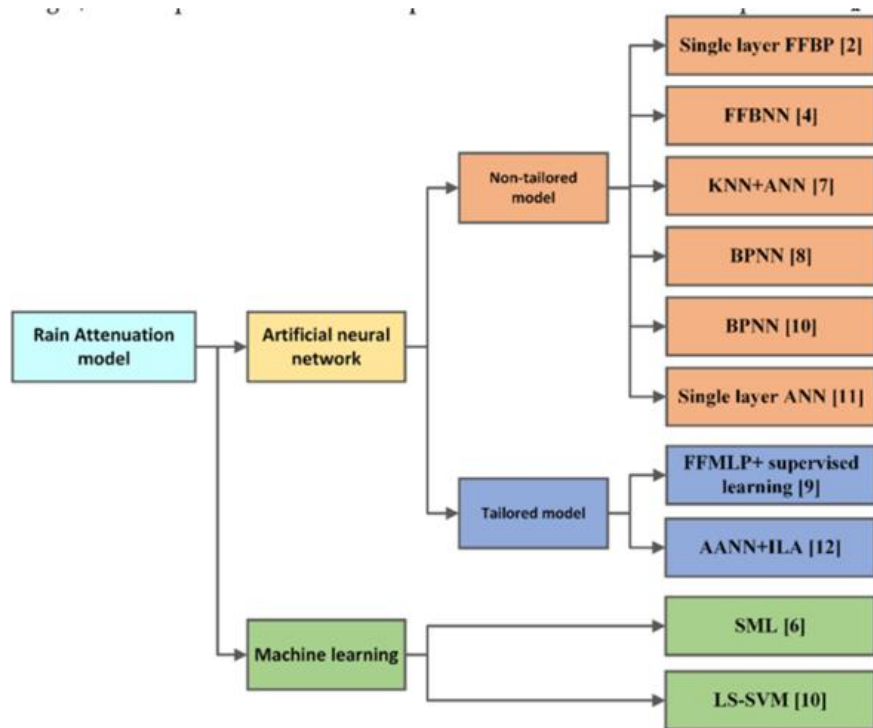 Single layer FFBP [2]
FFBNN [4]
Non-tailored
model
KNN+ANN [7]
BPNN [8]
Rain Attenuation
model
Artificial neural
network
BPNN [10]
Single layer ANN [11]
FFMLP+ supervised
learning [9]
Tailored model
AANN+ILA [12]
Machine learning
SML [6]
LS-SVM [10]